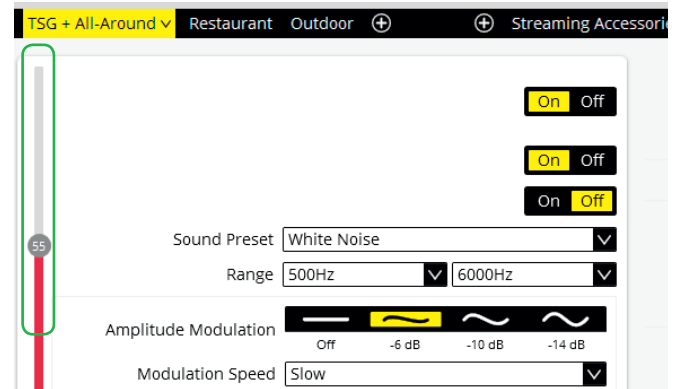 TSG + All-Around Restaurant Outdoor Streaming Accessori
On Off
On Off
On Off
55
Sound Preset White Noise
Range 500Hz 6000Hz
Amplitude Modulation
Off -6 dB -10 dB -14 dB
Modulation Speed Slow